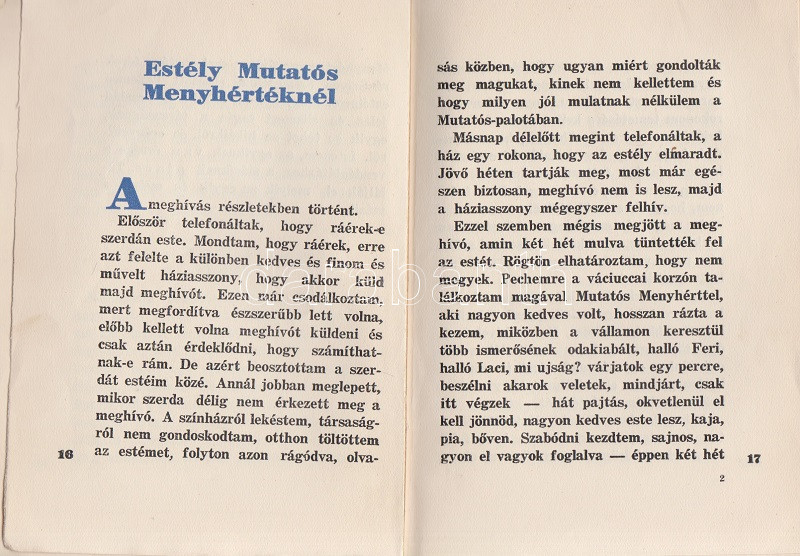 Estély Mutatós
Menyhértéknél
A meghívás részletekben történt.
Először telefonáltak, hogy ráérek-e
szerdán este. Mondtam, hogy ráérek, erre
azt felelte a különben kedves és finom és
művelt háziasszony, hogy akkor küld
majd meghívót. Ezen már csodálkoztam,
mert megfordítva észszerűbb lett volna,
előbb kellett volna meghívót küldeni és
csak aztán érdeklődni, hogy számíthat-
nak-e rám. De azért beosztottam a szer-
dát estéim közé. Annál jobban meglepett,
mikor szerda délig nem érkezett meg a
meghívó. A színházról lekéstem, társaság-
ról nem gondoskodtam, otthon töltöttem
az estémet, folyton azon rágódva, olva-
16
sás közben, hogy ugyan miért gondolták
meg magukat, kinek nem kellettem és
hogy milyen jól mulatnak nélkülem a
Mutatós-palotában.
Másnap délelőtt megint telefonáltak, a
ház egy rokona, hogy az estély elmaradt.
Jövő héten tartják meg, most már egé-
szen biztosan, meghívó nem is lesz, majd
a háziasszony mégegyszer felhív.
Ezzel szemben mégis megjött a meg-
hívó, amin két hét mulva tüntették fel
az estét. Rögtön elhatároztam, hogy nem
megyek. Pechemre a váciuccai korzón ta-
lálkoztam magával Mutatós Menyhérttel,
aki nagyon kedves volt, hosszan rázta a
kezem, miközben a vállamon keresztül
több ismerősének odakiabált, halló Feri,
halló Laci, mi ujság? várjatok egy percre,
beszélni akarok veletek, mindjárt, csak
itt végzek — hát pajtás, okvetlenül el
kell jönnöd, nagyon kedves este lesz, kaja,
pia, bőven. Szabódni kezdtem, sajnos, na-
gyon el vagyok foglalva — éppen két hét
17
2